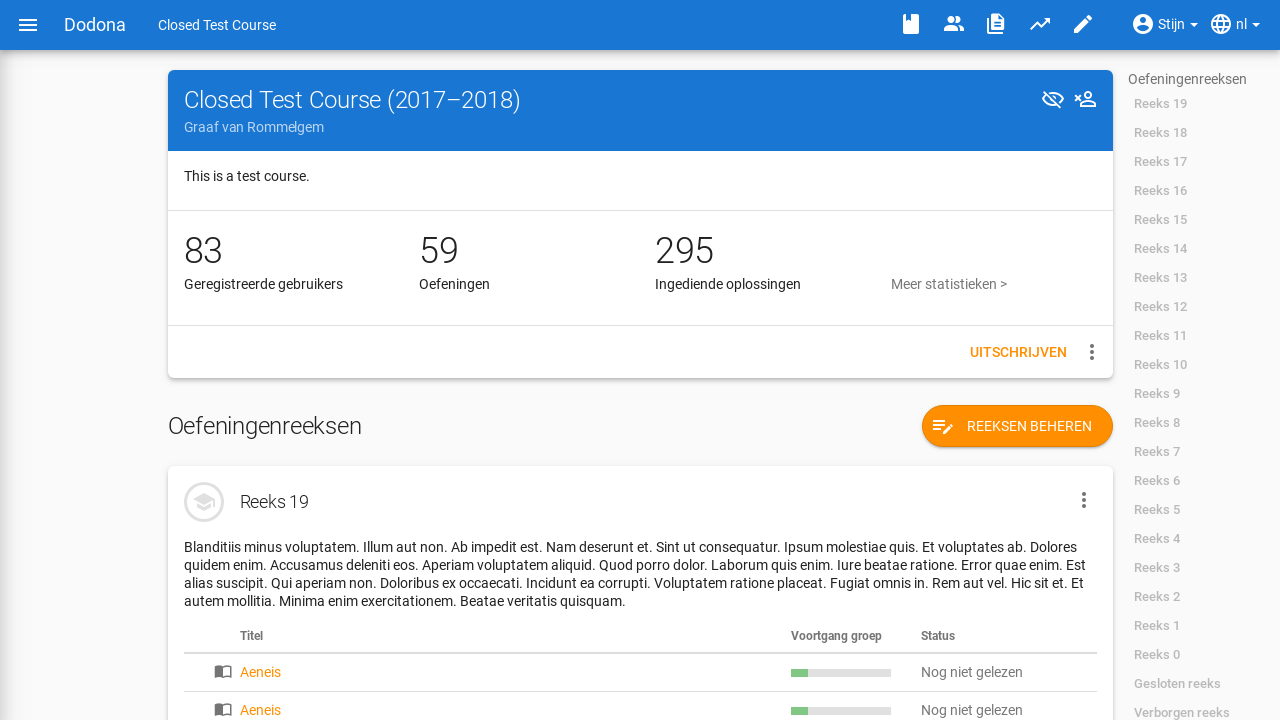 Dodona
Closed Test Course
Stijn
nl
Closed Test Course (2017–2018)
Graaf van Rommelgem
This is a test course.
83
Geregistreerde gebruikers
59
Oefeningen
295
Ingediende oplossingen
Meer statistieken >
UITSCHRIJVEN
Oefeningenreeksen
REEKSEN BEHEREN
Reeks 19
Blanditiis minus voluptatem. Illum aut non. Ab impedit est. Nam deserunt et. Sint ut consequatur. Ipsum molestiae quis. Et voluptates ab. Dolores
quidem enim. Accusamus deleniti eos. Aperiam voluptatem aliquid. Quod porro dolor. Laborum quis enim. Iure beatae ratione. Error quae enim. Est
alias suscipit. Qui aperiam non. Doloribus ex occaecati. Incidunt ea corrupti. Voluptatem ratione placeat. Fugiat omnis in. Rem aut vel. Hic sit et. Et
autem mollitia. Minima enim exercitationem. Beatae veritatis quisquam.
Titel Voortgang groep Status
Aeneis Nog niet gelezen
Aeneis Nog niet gelezen
Oefeningenreeksen
Reeks 19
Reeks 18
Reeks 17
Reeks 16
Reeks 15
Reeks 14
Reeks 13
Reeks 12
Reeks 11
Reeks 10
Reeks 9
Reeks 8
Reeks 7
Reeks 6
Reeks 5
Reeks 4
Reeks 3
Reeks 2
Reeks 1
Reeks 0
Gesloten reeks
Verborgen reeks